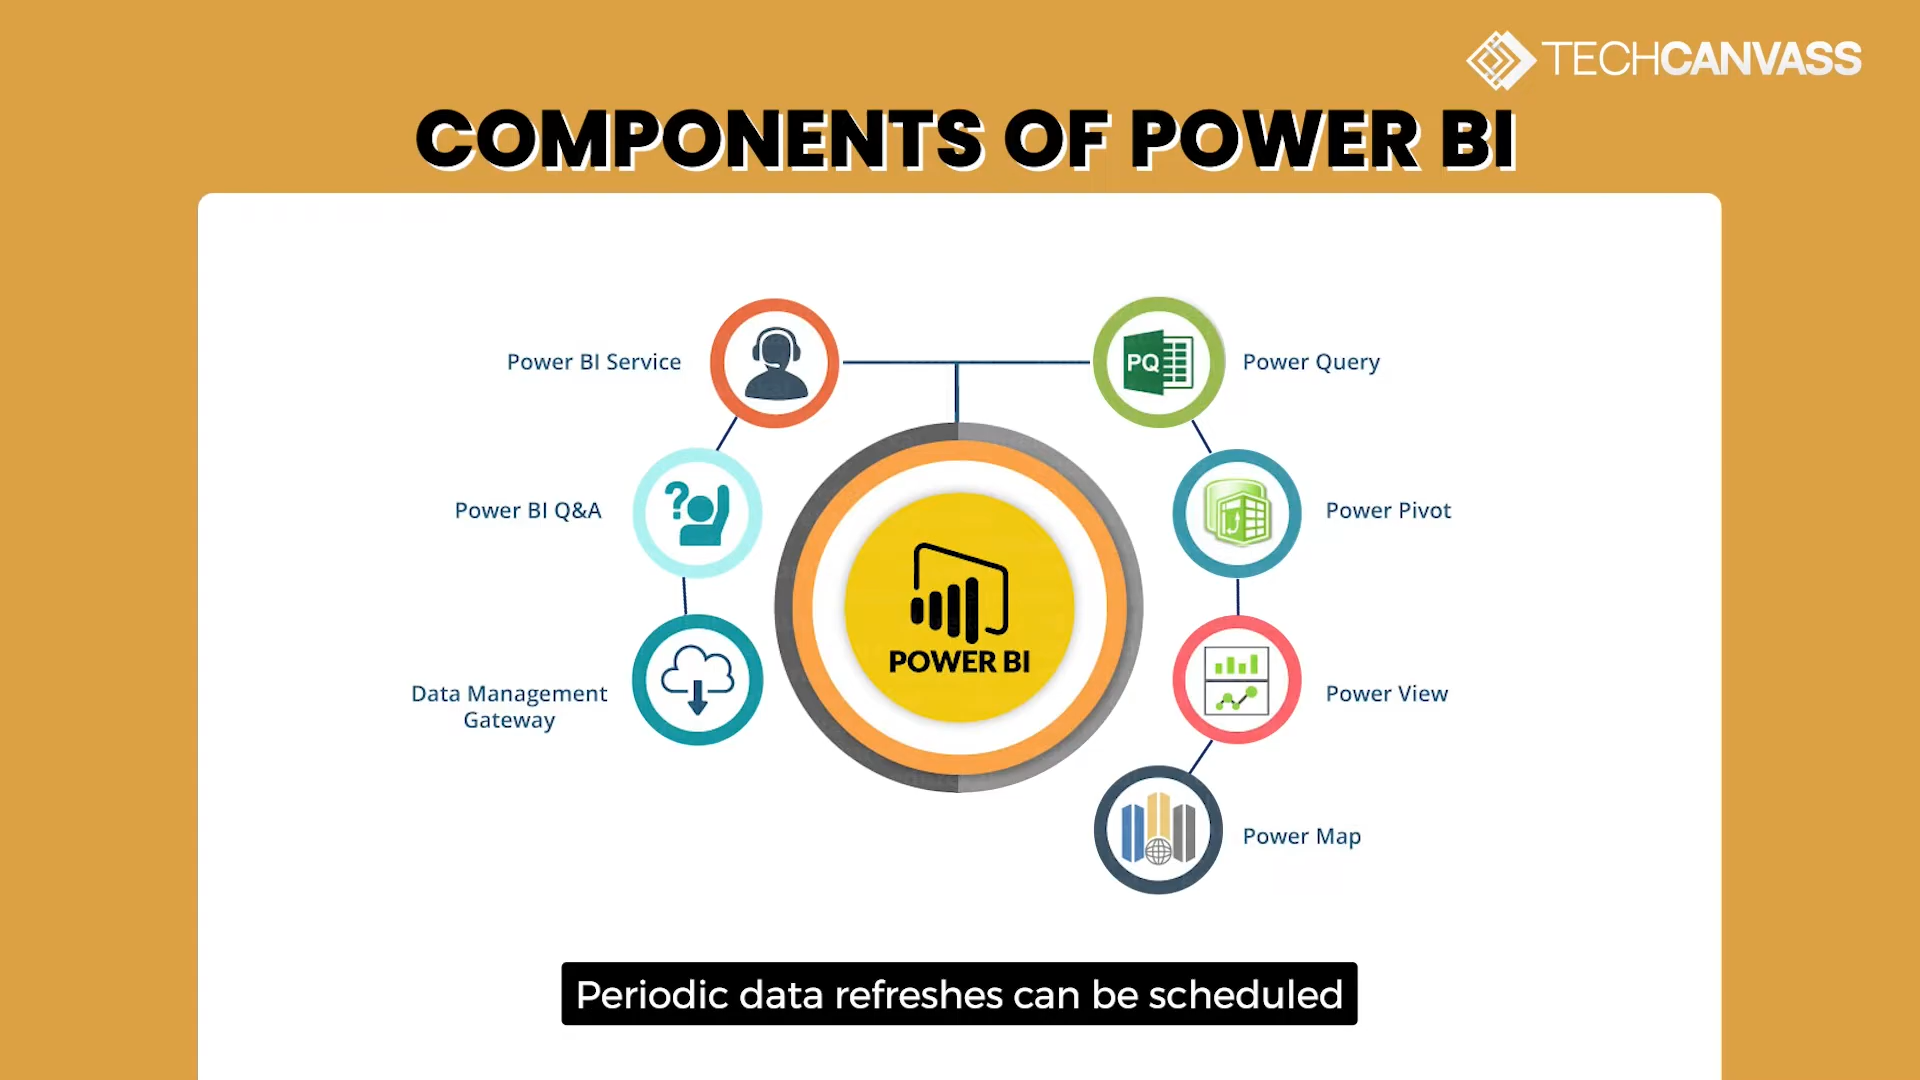 TECHCANVASS
COMPONENTS OF POWER BI
Power BI Service
PQ
Power Query
Power BI Q&A
?
Power Pivot
POWER BI
Data Management
Gateway
Power View
Power Map
Periodic data refreshes can be scheduled